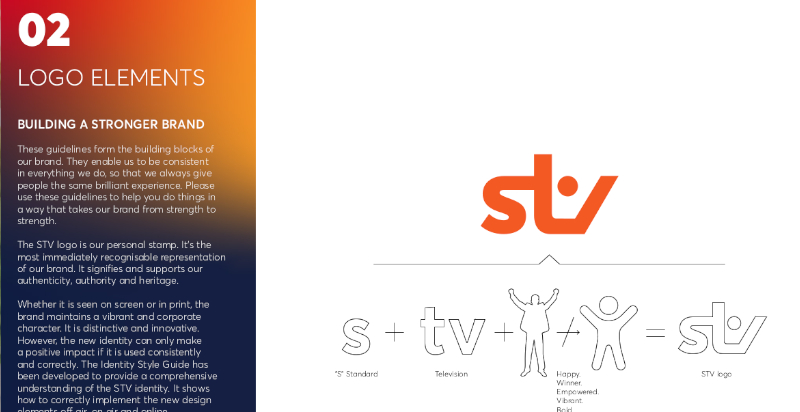 02
LOGO ELEMENTS
BUILDING A STRONGER BRAND
These guidelines form the building blocks of
our brand. They enable us to be consistent
in everything we do, so that we always give
people the same brilliant experience. Please
use these guidelines to help you do things in
a way that takes our brand from strength to
strength.
The STV logo is our personal stamp. It's the
most immediately recognisable representation
of our brand. It signifies and supports our
authenticity, authority and heritage.
Whether it is seen on screen or in print, the
brand maintains a vibrant and corporate
character. It is distinctive and innovative.
However, the new identity can only make
a positive impact if it is used consistently
and correctly. The Identity Style Guide has
been developed to provide a comprehensive
understanding of the STV identity. It shows
how to correctly implement the new design
elements off air, on air and online.
stv
s + tv + / = stv
"S" Standard
Television
Happy,
Winner.
Empowered,
Vibrant.
Bold
STV logo